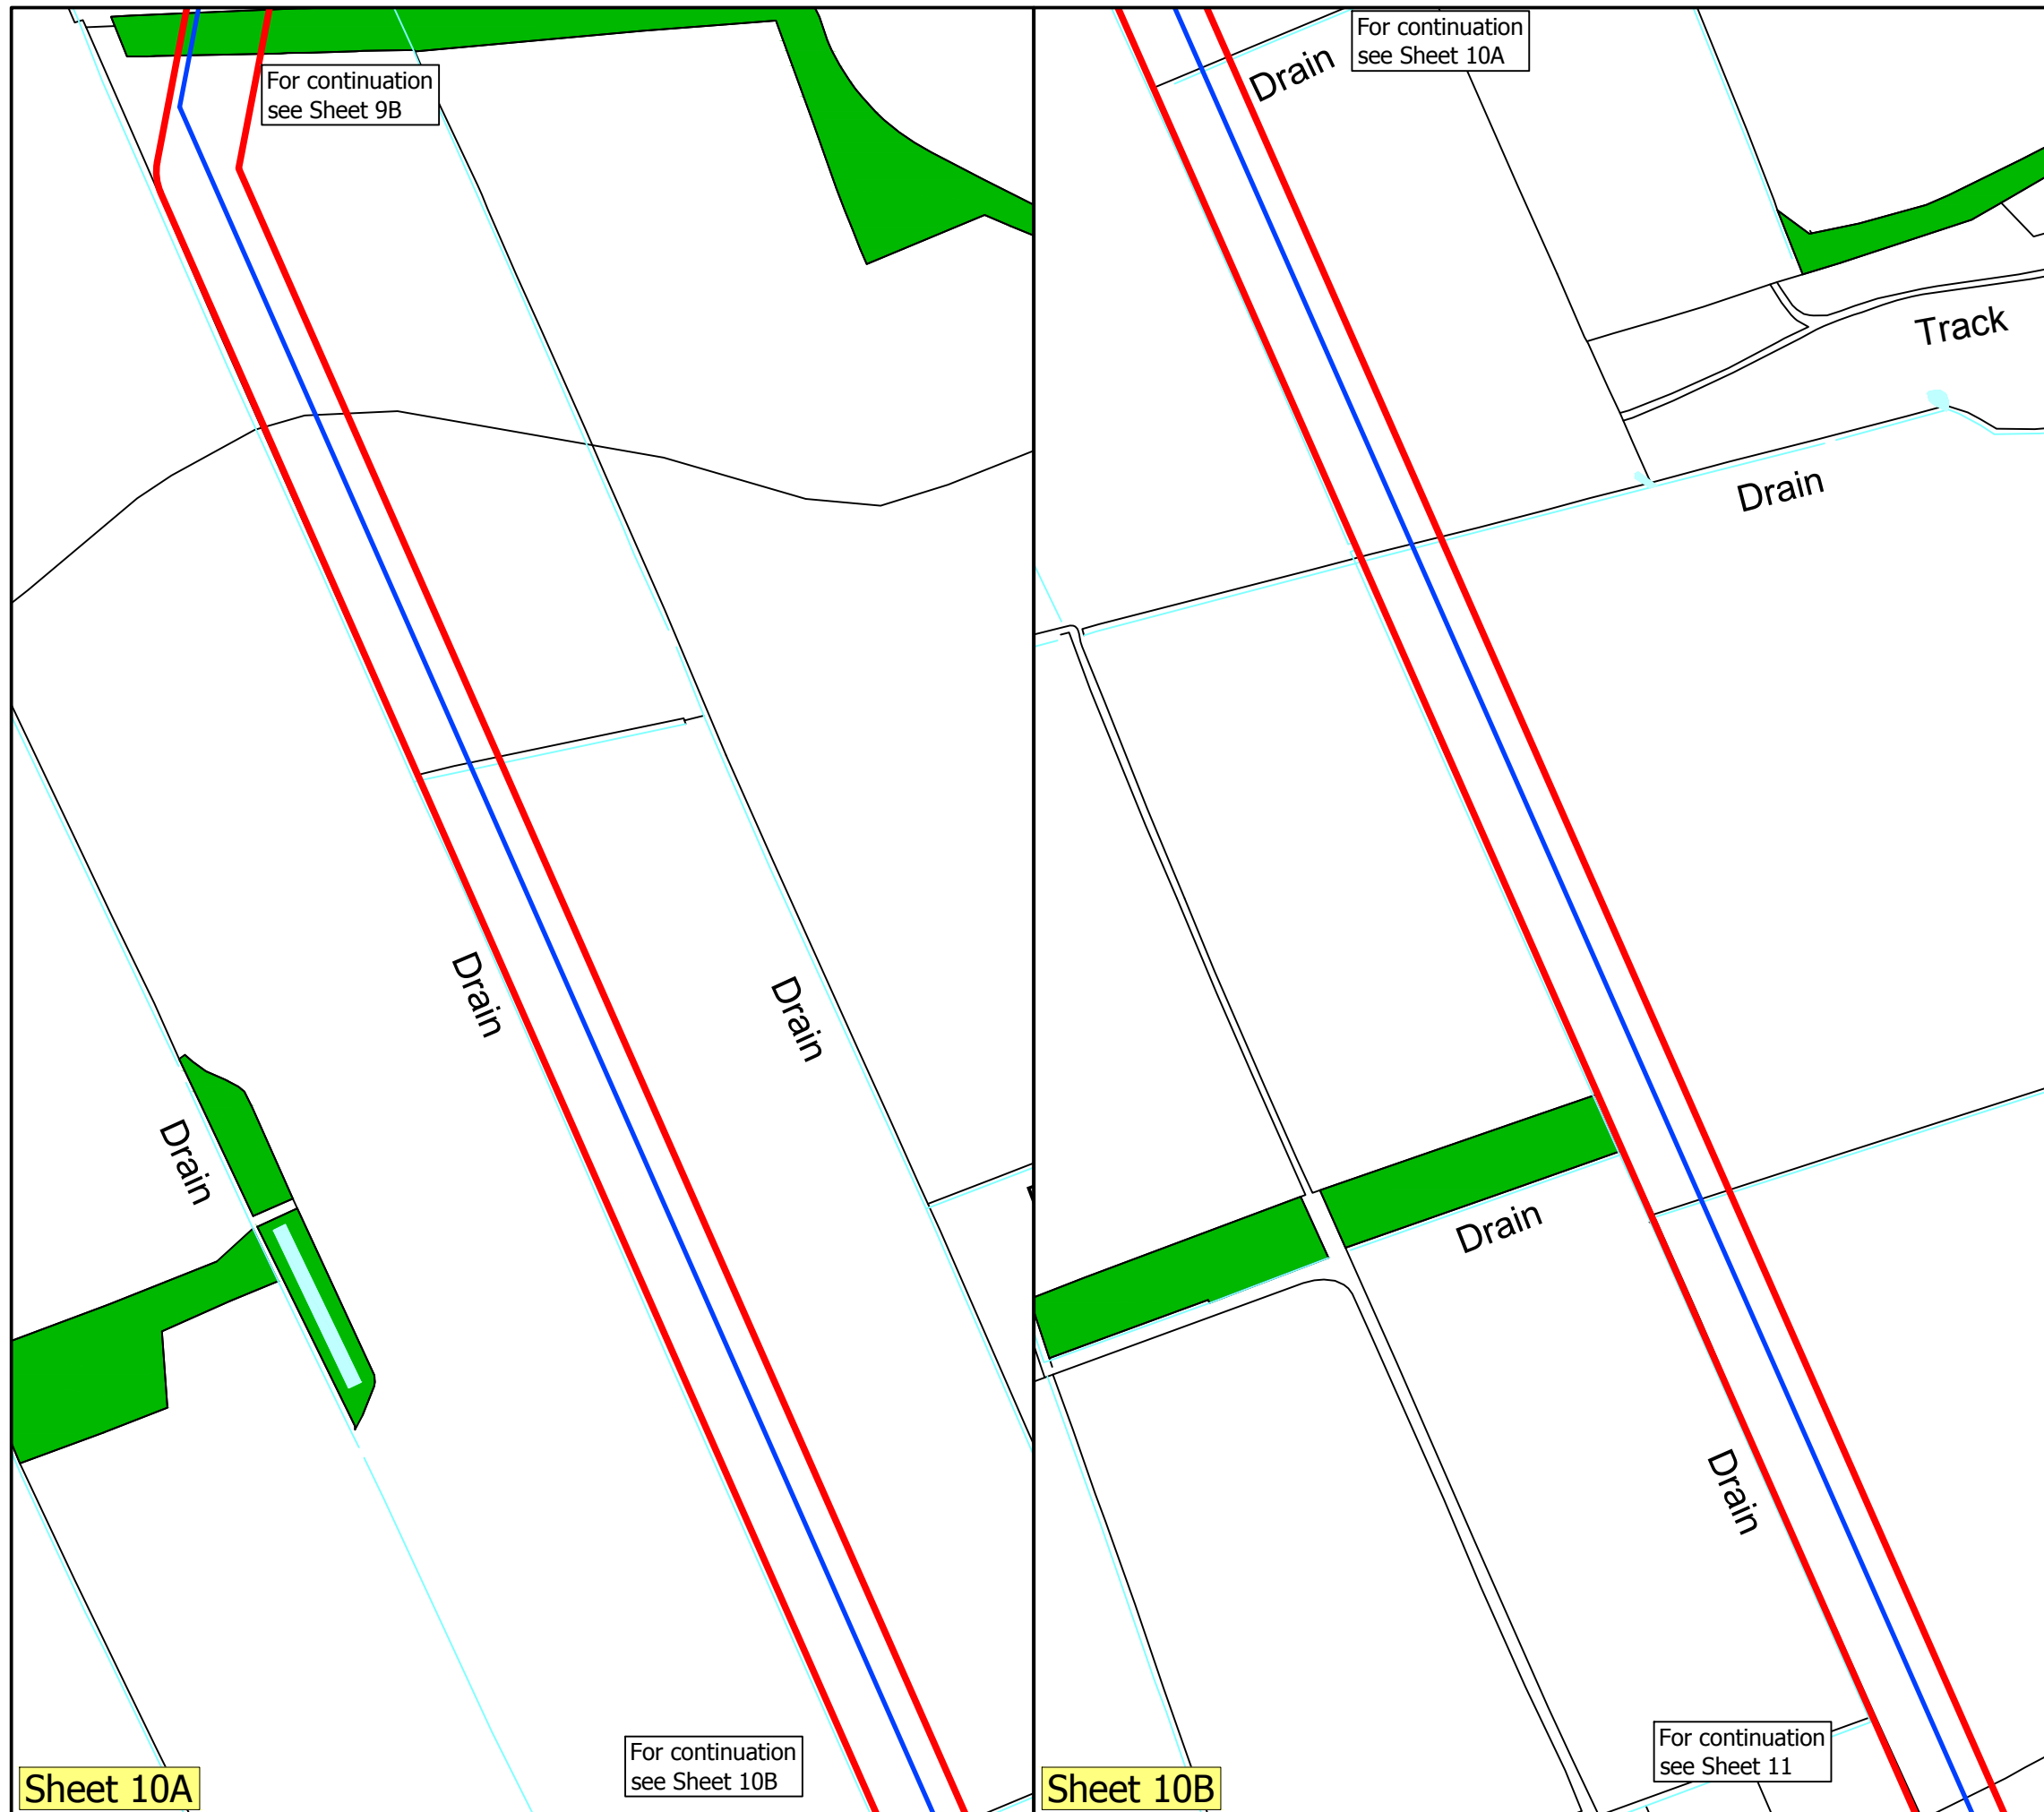 For continuation
see Sheet 9B
Drain
Drain
Drain
For continuation
see Sheet 10B
Sheet 10A
For continuation
see Sheet 10A
Drain
Track
Drain
Drain
Drain
For continuation
see Sheet 11
Sheet 10B